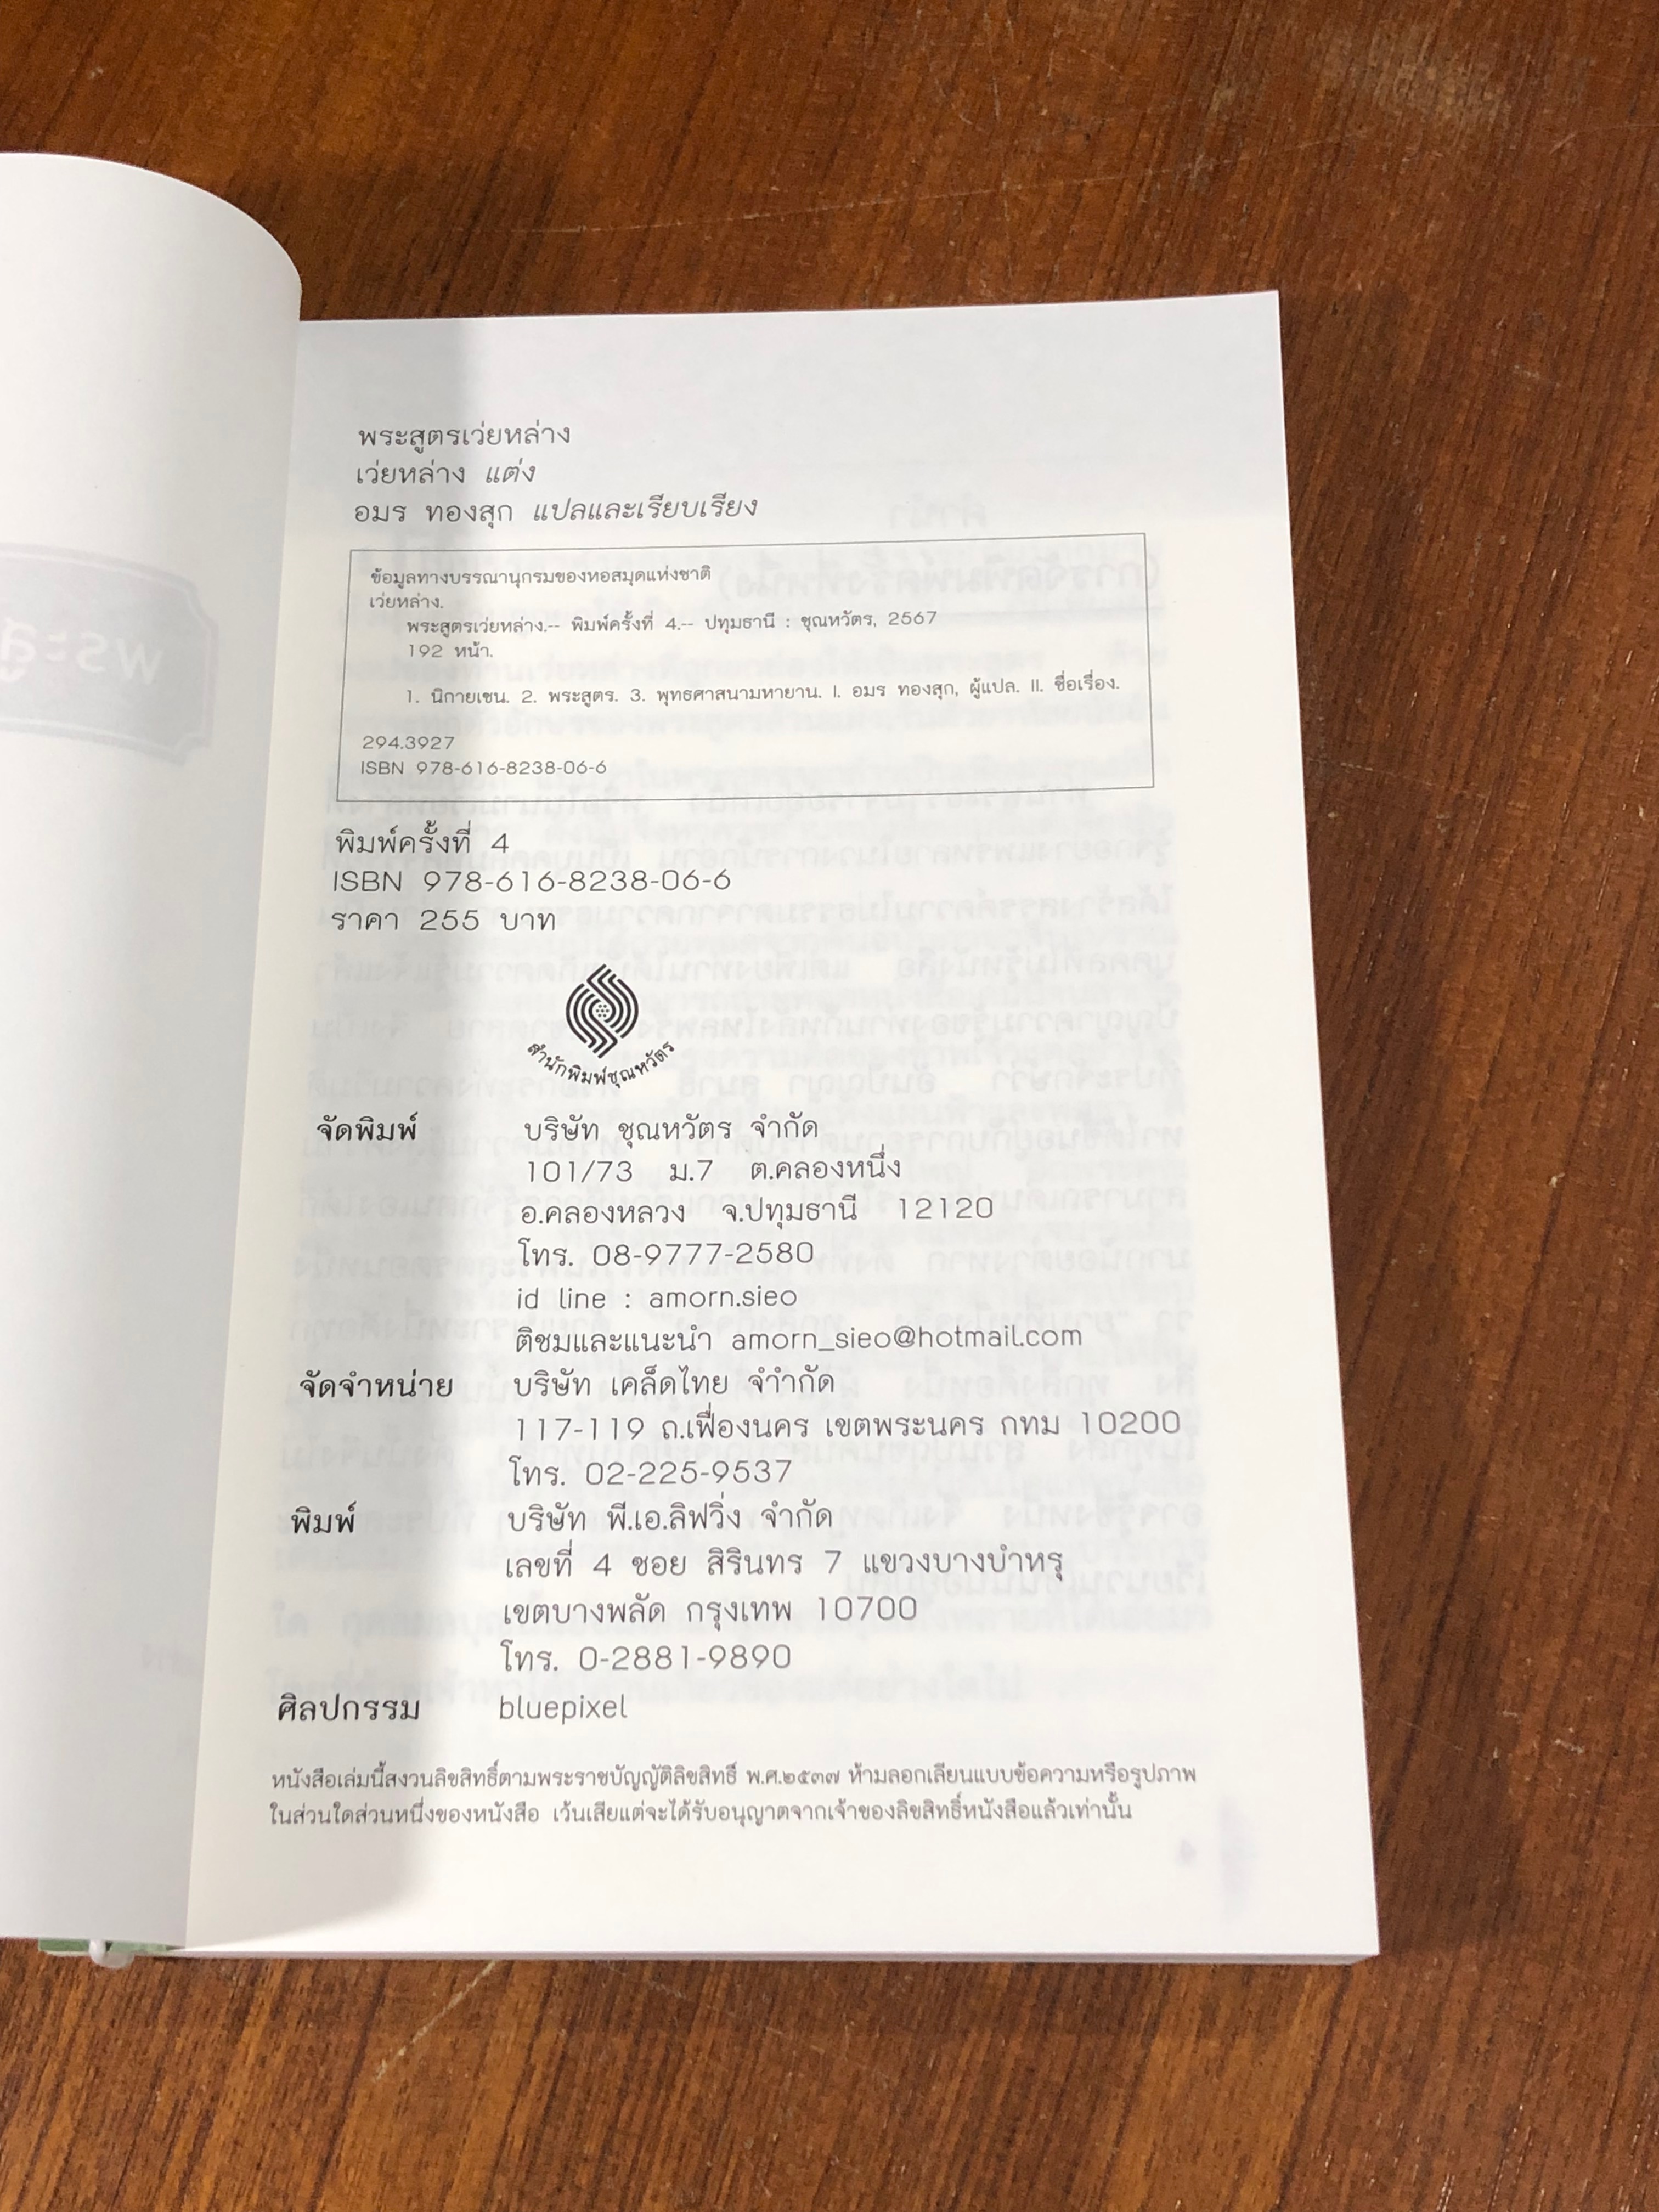 พระสูตรเว่ยหล่าง
เว่ยหล่าง แต่ง
อมร ทองสุก แปลและเรียบเรียง
ข้อมูลทางบรรณานุกรมของหอสมุดแห่งชาติ
เว่ยหล่าง.
พระสูตรเว่ยหล่าง.-- พิมพ์ครั้งที่ 4.-- ปทุมธานี : ชุณหวัตร, 2567
192 หน้า.
1. นิกายเซน. 2. พระสูตร. 3. พุทธศาสนามหายาน. I. อมร ทองสุก, ผู้แปล. II. ชื่อเรื่อง.
294.3927
ISBN 978-616-8238-06-6
พิมพ์ครั้งที่ 4
ISBN 978-616-8238-06-6
ราคา 255 บาท
สำนักพิมพ์ชุณหวัตร
จัดพิมพ์ บริษัท ชุณหวัตร จำกัด
101/73 ม.7 ต.คลองหนึ่ง
อ.คลองหลวง จ.ปทุมธานี 12120
โทร. 08-9777-2580
id line : amorn.sieo
ติชมและแนะนำ amorn_sieo@hotmail.com
จัดจำหน่าย บริษัท เคล็ดไทย จำกัด
117-119 ถ.เฟื่องนคร เขตพระนคร กทม 10200
โทร. 02-225-9537
พิมพ์ บริษัท พี.เอ.ลิฟวิ่ง จำกัด
เลขที่ 4 ซอย สิรินทร 7 แขวงบางบำหรุ
เขตบางพลัด กรุงเทพ 10700
โทร. 0-2881-9890
ศิลปกรรม bluepixel
หนังสือเล่มนี้สงวนลิขสิทธิ์ตามพระราชบัญญัติลิขสิทธิ์ พ.ศ.๒๕๓๗ ห้ามลอกเลียนแบบข้อความหรือรูปภาพ
ในส่วนใดส่วนหนึ่งของหนังสือ เว้นเสียแต่จะได้รับอนุญาตจากเจ้าของลิขสิทธิ์หนังสือแล้วเท่านั้น